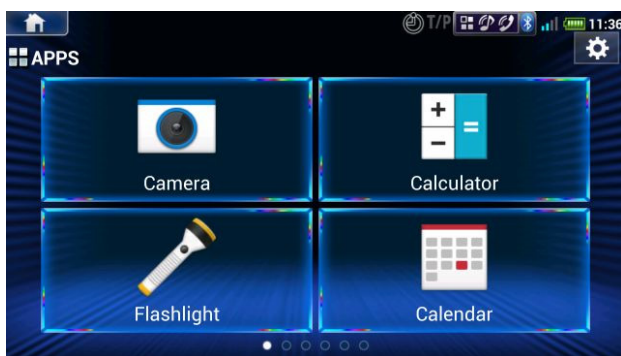 T/P 11:36
APPS
Camera Calculator
+
−
=
Flashlight Calendar